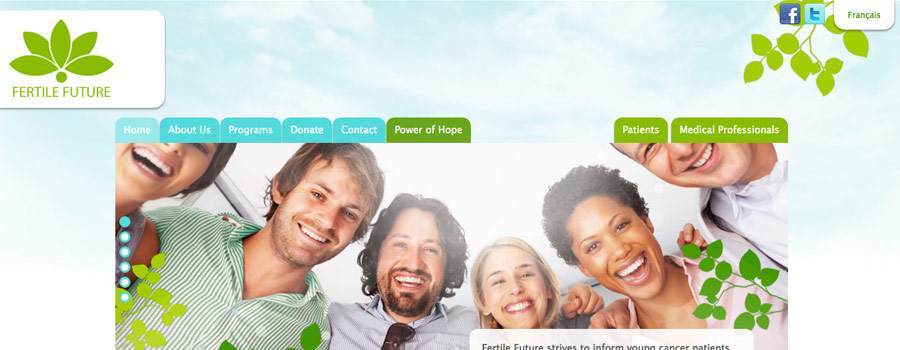 Français
FERTILE FUTURE
Home About Us Programs Donate Contact Power of Hope Patients Medical Professionals
Fertile Future strives to inform young cancer patients